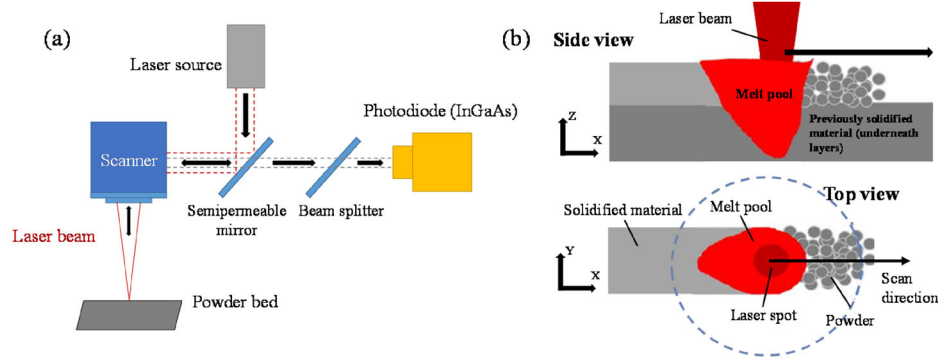 (a)
Laser source
Photodiode (InGaAs)
Scanner
Semipermeable
mirror
Beam splitter
Laser beam
Powder bed
(b)
Side view
Laser beam
Melt pool
Previously solidified
material (underneath
layers)
Z
X
Top view
Solidified material
Melt pool
Y
X
Scan
direction
Laser spot
Powder